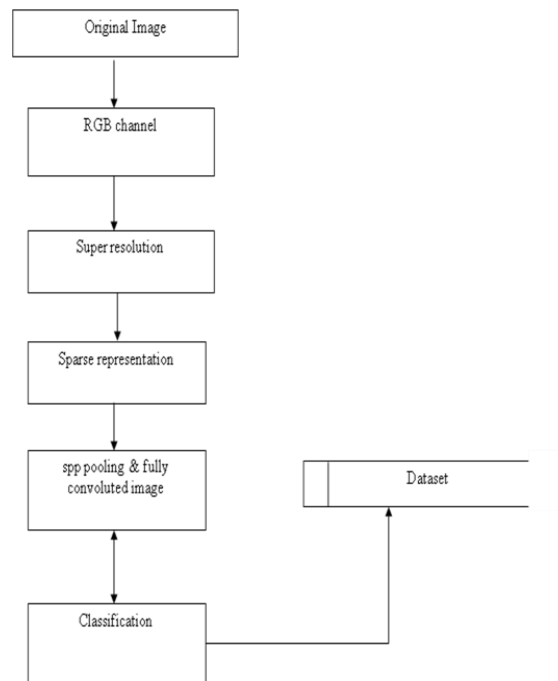 Original Image
RGB channel
Super resolution
Sparse representation
spp pooling & fully
convoluted image
Dataset
Classification